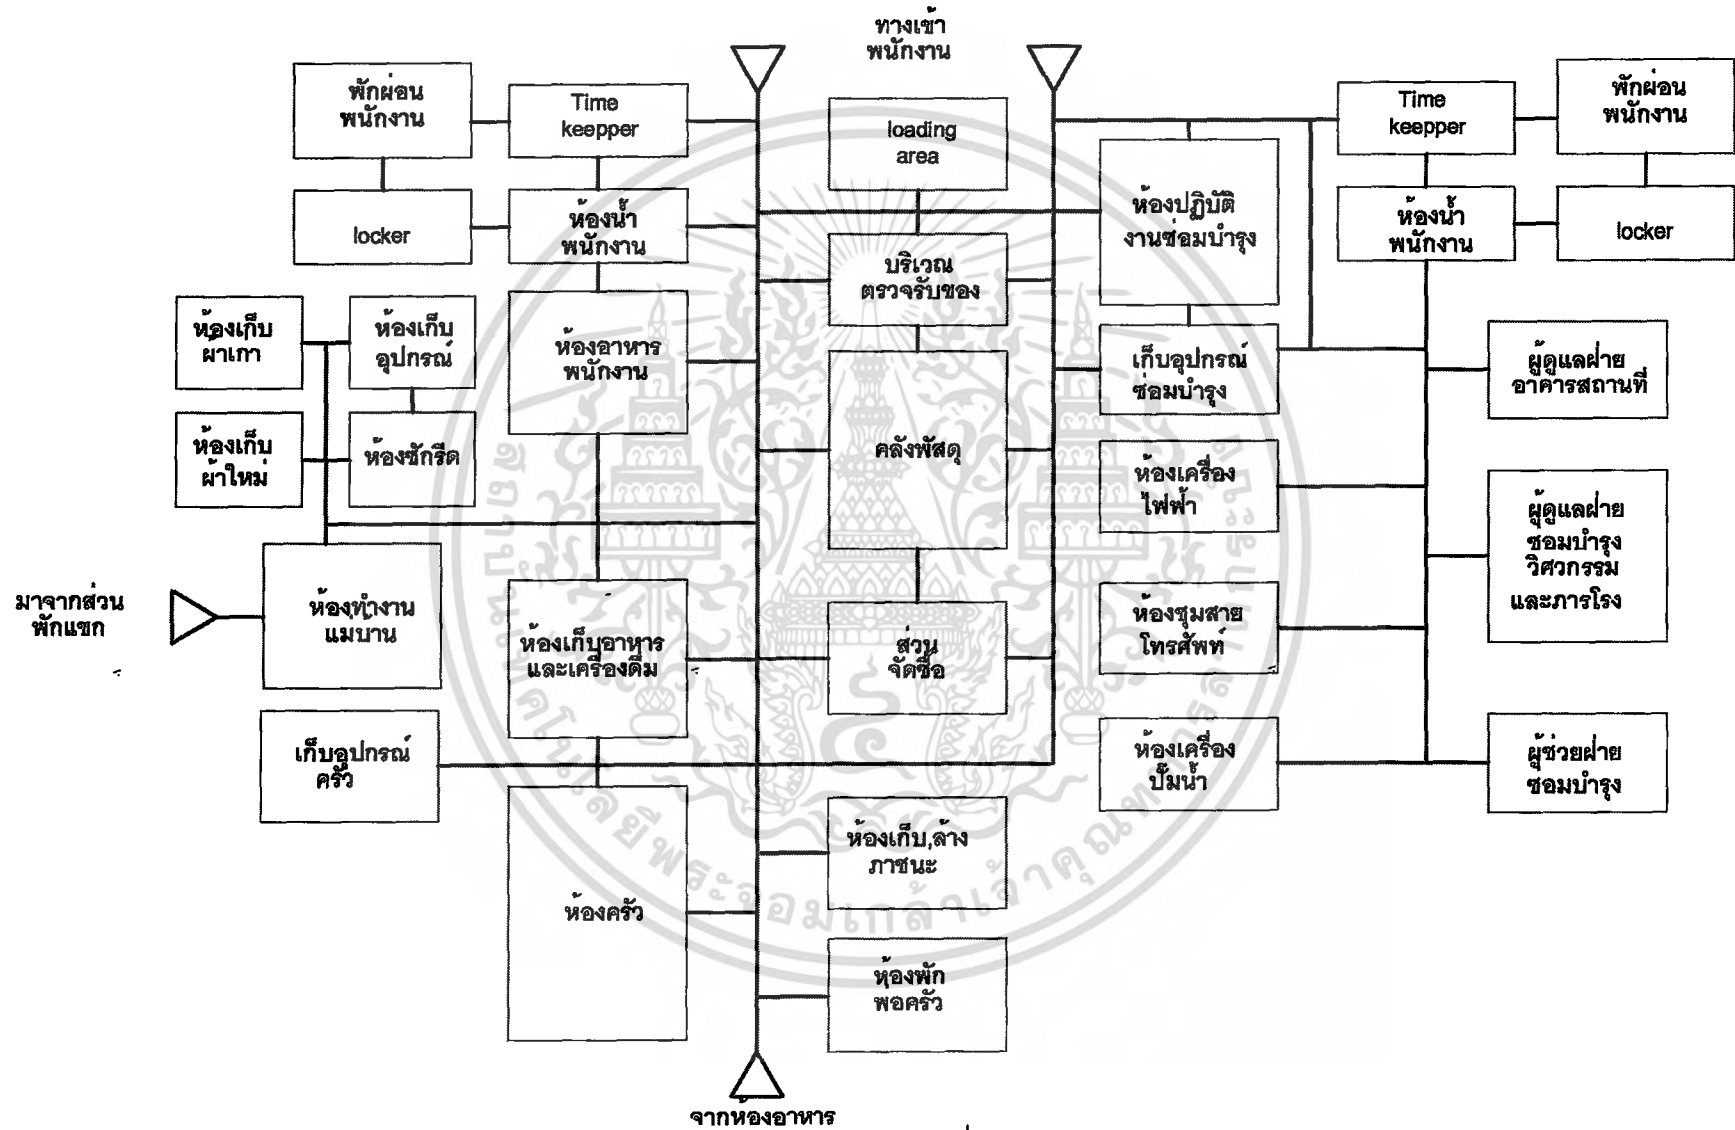 ทางเข้า
พนักงาน
พักผ่อน
พนักงาน
Time
keepper
loading
area
Time
keepper
พักผ่อน
พนักงาน
locker
ห้องน้ำ
พนักงาน
ห้องปฏิบัติ
งานซ่อมบำรุง
ห้องน้ำ
พนักงาน
locker
บริเวณ
ตรวจรับของ
ห้องเก็บ
ผ้าเก่า
ห้องเก็บ
อุปกรณ์
ห้องอาหาร
พนักงาน
เก็บอุปกรณ์
ซ่อมบำรุง
ผู้ดูแลฝ่าย
อาคารสถานที่
ห้องเก็บ
ผ้าใหม่
ห้องซักรีด
คลังพัสดุ
ห้องเครื่อง
ไฟฟ้า
ผู้ดูแลฝ่าย
ซ่อมบำรุง
วิศวกรรม
และภารโรง
มาจากส่วน
พักแขก
ห้องทำงาน
แม่บ้าน
ห้องเก็บอาหาร
และเครื่องดื่ม
ส่วน
จัดซื้อ
ห้องชุมสาย
โทรศัพท์
เก็บอุปกรณ์
ครัว
ห้องเครื่อง
ปั๊มน้ำ
ผู้ช่วยฝ่าย
ซ่อมบำรุง
ห้องเก็บ,ล้าง
ภาชนะ
ห้องครัว
ห้องพัก
พ่อครัว
จากห้องอาหาร